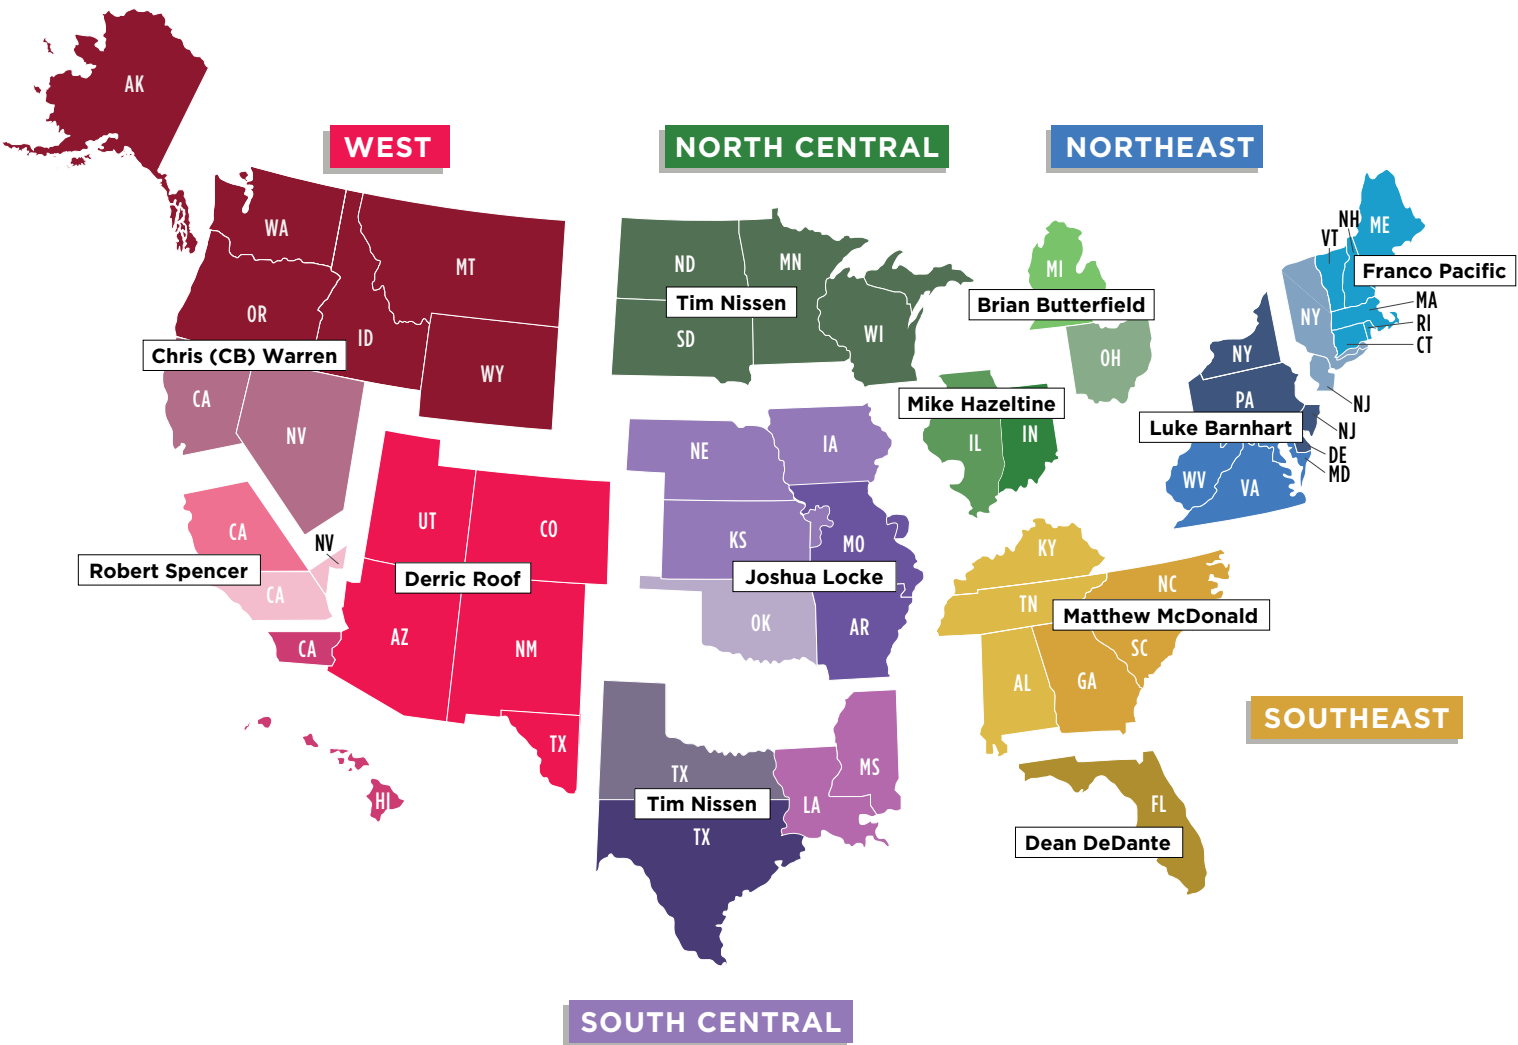 AK
WEST
NORTH CENTRAL
NORTHEAST
WA
MT
OR
ID
WY
Chris (CB) Warren
CA
NV
ND
MN
Tim Nissen
SD
WI
MI
Brian Butterfield
OH
NH
ME
VT
Franco Pacific
MA
NY
RI
CT
NY
PA
NJ
Luke Barnhart
NJ
DE
MD
WV
VA
Mike Hazeltine
IL
IN
UT
CO
CA
NV
Robert Spencer
CA
Derric Roof
CA
AZ
NM
TX
HI
NE
IA
KS
MO
Joshua Locke
OK
AR
KY
NC
TN
Matthew McDonald
SC
AL
GA
SOUTHEAST
TX
MS
Tim Nissen
LA
TX
FL
Dean DeDante
SOUTH CENTRAL